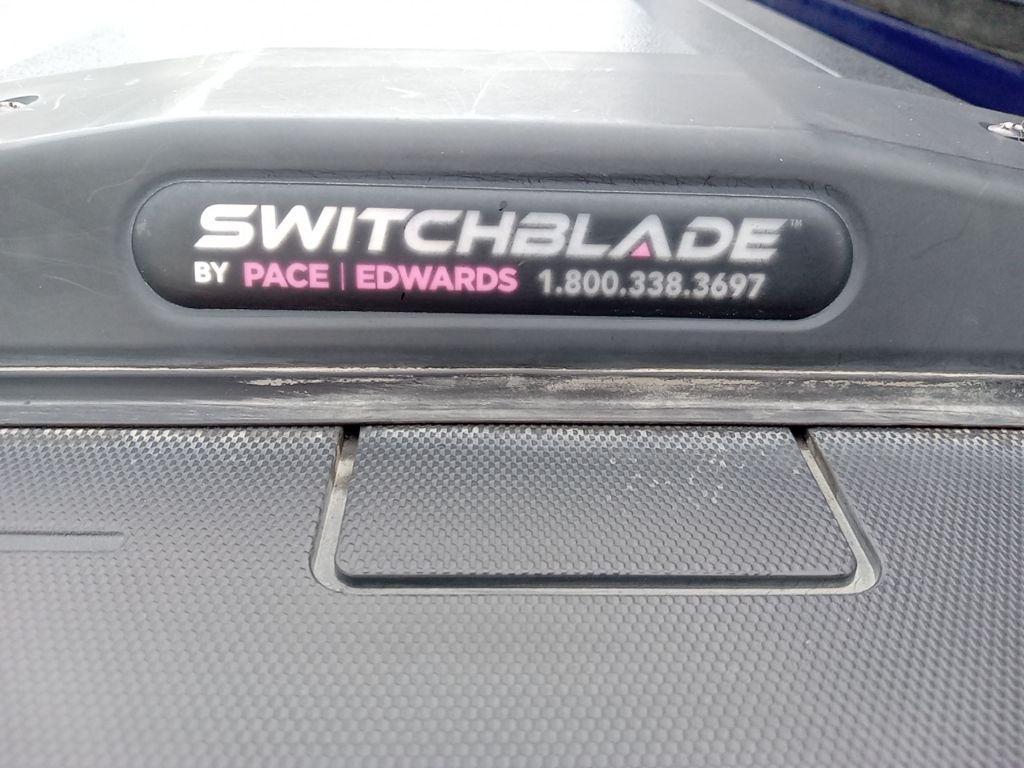 SWITCHBLADE™
BY PACE | EDWARDS 1.800.338.3697